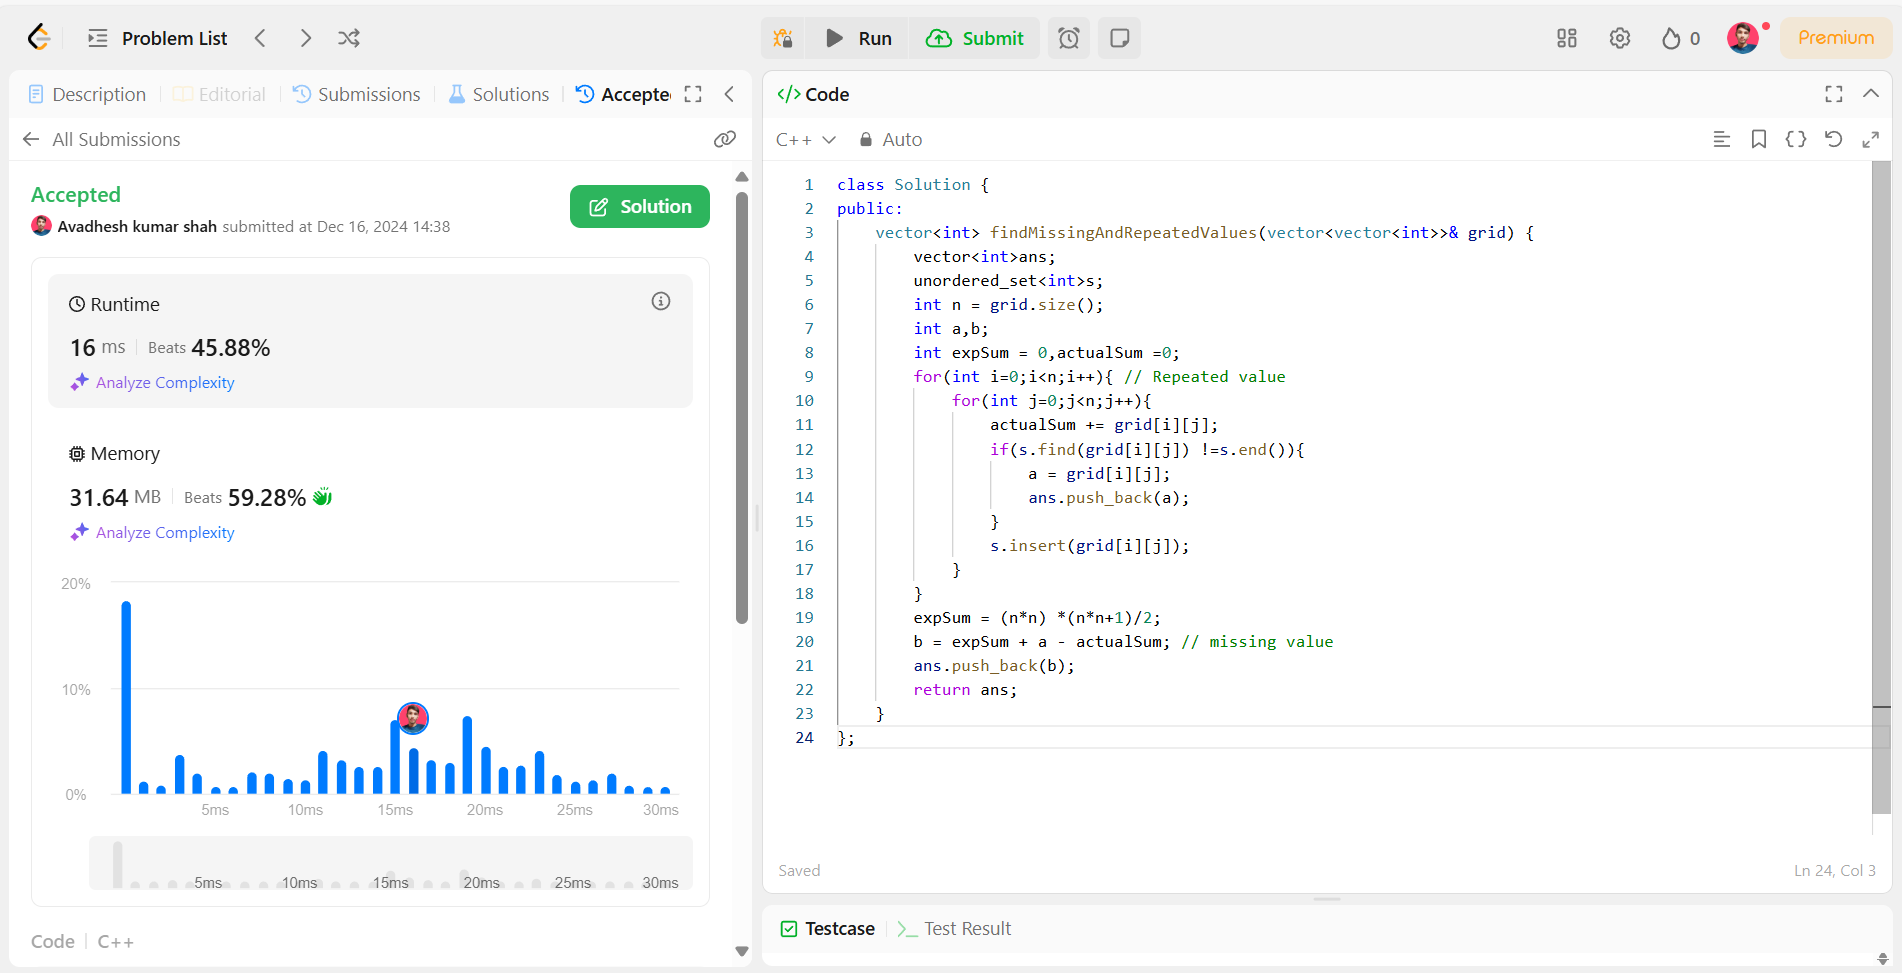 Problem List
Run
Submit
0
Premium
Description
Editorial
Submissions
Solutions
Accepte
All Submissions
Accepted
Avadhesh kumar shah submitted at Dec 16, 2024 14:38
Solution
Runtime
16 ms Beats 45.88%
Analyze Complexity
Memory
31.64 MB Beats 59.28%
Analyze Complexity
20%
10%
0%
5ms 10ms 15ms 20ms 25ms 30ms
5ms 10ms 15ms 20ms 25ms 30ms
Code C++
</> Code
C++ Auto
1 class Solution {
2 public:
3 vector<int> findMissingAndRepeatedValues(vector<vector<int>>& grid) {
4 vector<int>ans;
5 unordered_set<int>s;
6 int n = grid.size();
7 int a,b;
8 int expSum = 0,actualSum =0;
9 for(int i=0;i<n;i++){ // Repeated value
10 for(int j=0;j<n;j++){
11 actualSum += grid[i][j];
12 if(s.find(grid[i][j]) !=s.end()){
13 a = grid[i][j];
14 ans.push_back(a);
15 }
16 s.insert(grid[i][j]);
17 }
18 }
19 expSum = (n*n) *(n*n+1)/2;
20 b = expSum + a - actualSum; // missing value
21 ans.push_back(b);
22 return ans;
23 }
24 };
Saved
Ln 24, Col 3
Testcase
Test Result